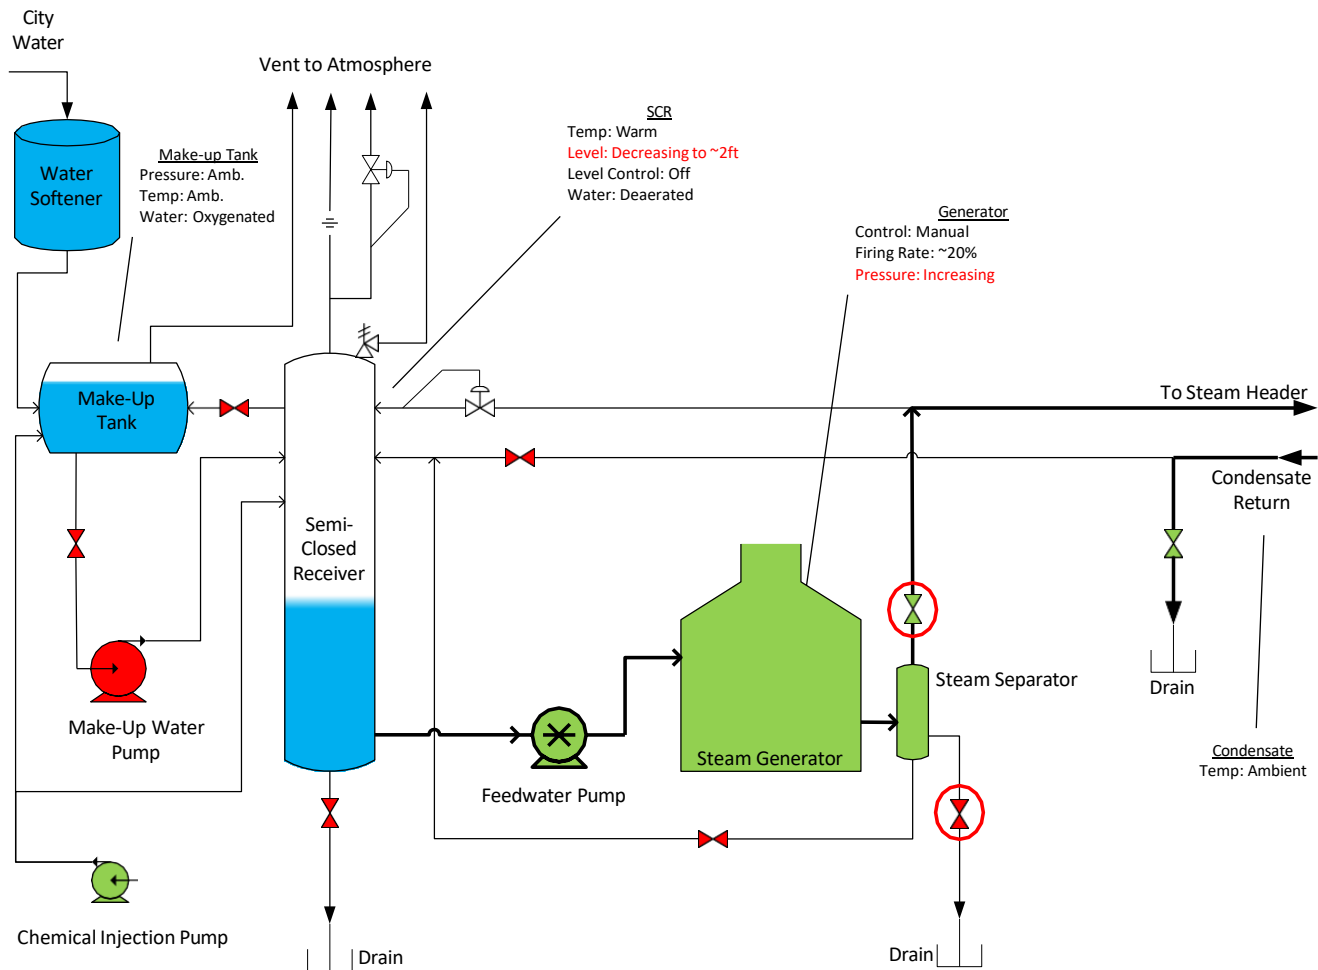 City
Water
Vent to Atmosphere
SCR
Temp: Warm
Level: Decreasing to ~2ft
Level Control: Off
Water: Deaerated
Make-up Tank
Pressure: Amb.
Temp: Amb.
Water: Oxygenated
Water
Softener
Generator
Control: Manual
Firing Rate: ~20%
Pressure: Increasing
Make-Up
Tank
To Steam Header
Condensate
Return
Semi-
Closed
Receiver
Steam Separator
Drain
Make-Up Water
Pump
Steam Generator
Feedwater Pump
Condensate
Temp: Ambient
Chemical Injection Pump
Drain
Drain